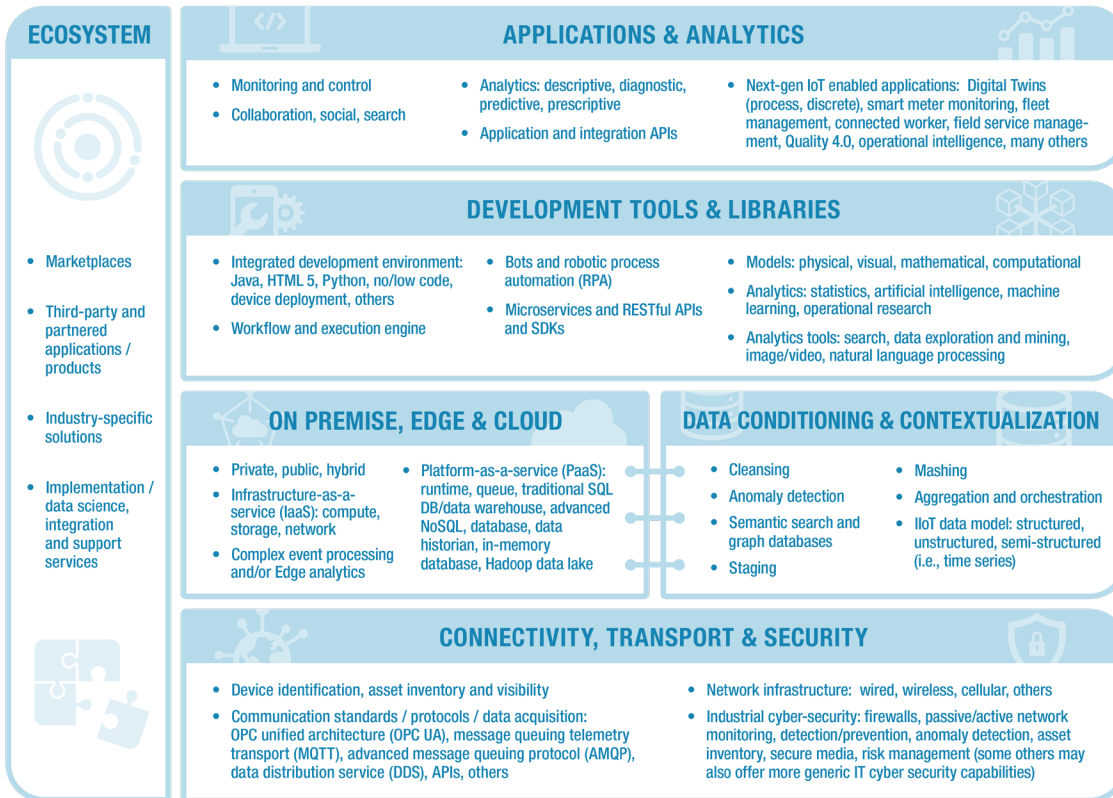 ECOSYSTEM
• Marketplaces
• Third-party and
partnered
applications /
products
• Industry-specific
solutions
• Implementation /
data science,
integration
and support
services
APPLICATIONS & ANALYTICS
• Monitoring and control
• Collaboration, social, search
• Analytics: descriptive, diagnostic,
predictive, prescriptive
• Application and integration APIs
• Next-gen IoT enabled applications:  Digital Twins
(process, discrete), smart meter monitoring, fleet
management, connected worker, field service manage-
ment, Quality 4.0, operational intelligence, many others
DEVELOPMENT TOOLS & LIBRARIES
• Integrated development environment:
Java, HTML 5, Python, no/low code,
device deployment, others
• Workflow and execution engine
• Bots and robotic process
automation (RPA)
• Microservices and RESTful APIs
and SDKs
• Models: physical, visual, mathematical, computational
• Analytics: statistics, artificial intelligence, machine
learning, operational research
• Analytics tools: search, data exploration and mining,
image/video, natural language processing
ON PREMISE, EDGE & CLOUD
• Private, public, hybrid
• Infrastructure-as-a-
service (IaaS): compute,
storage, network
• Complex event processing
and/or Edge analytics
• Platform-as-a-service (PaaS):
runtime, queue, traditional SQL
DB/data warehouse, advanced
NoSQL, database, data
historian, in-memory
database, Hadoop data lake
DATA CONDITIONING & CONTEXTUALIZATION
• Cleansing
• Anomaly detection
• Semantic search and
graph databases
• Staging
• Mashing
• Aggregation and orchestration
• IIoT data model: structured,
unstructured, semi-structured
(i.e., time series)
CONNECTIVITY, TRANSPORT & SECURITY
• Device identification, asset inventory and visibility
• Communication standards / protocols / data acquisition:
OPC unified architecture (OPC UA), message queuing telemetry
transport (MQTT), advanced message queuing protocol (AMQP),
data distribution service (DDS), APIs, others
• Network infrastructure:  wired, wireless, cellular, others
• Industrial cyber-security: firewalls, passive/active network
monitoring, detection/prevention, anomaly detection, asset
inventory, secure media, risk management (some others may
also offer more generic IT cyber security capabilities)